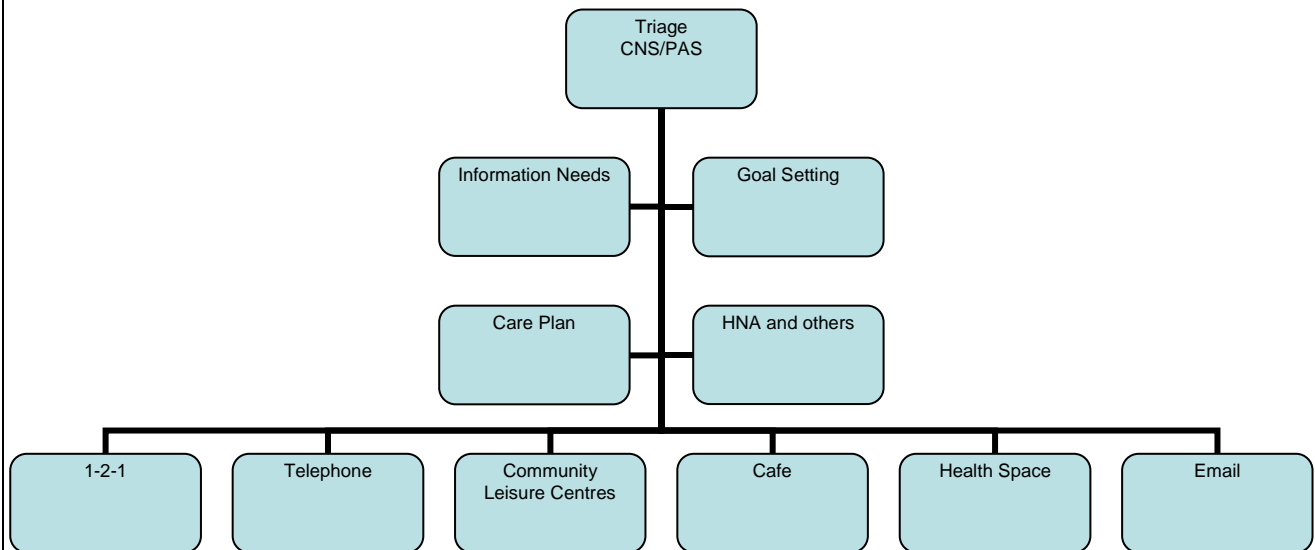 Triage
CNS/PAS
Information Needs
Goal Setting
Care Plan
HNA and others
1-2-1
Telephone
Community
Leisure Centres
Cafe
Health Space
Email